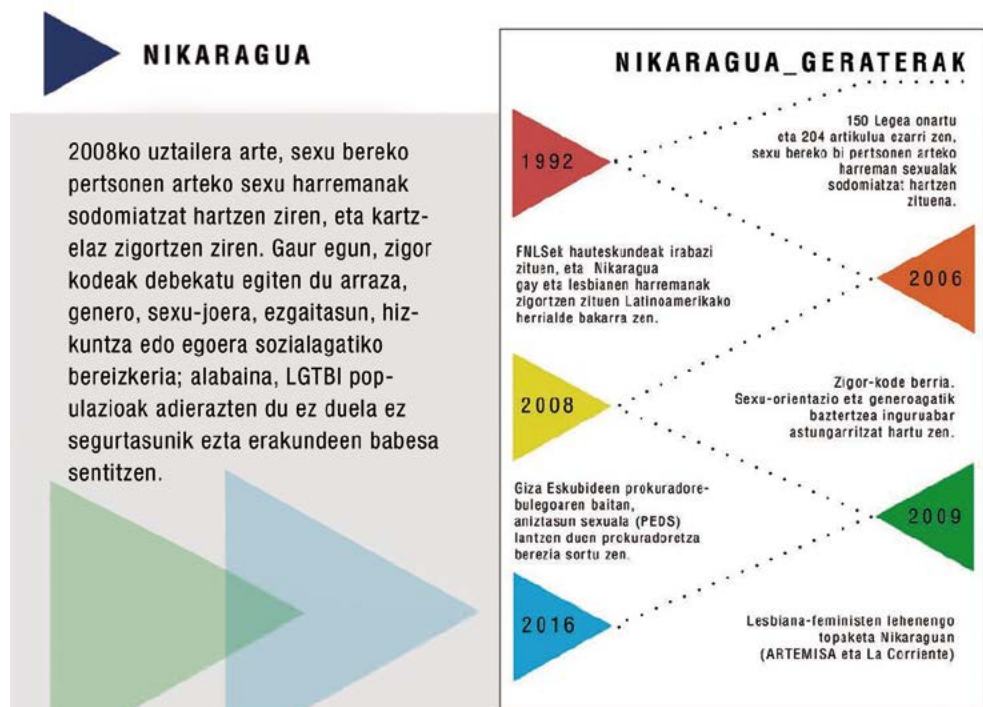 NIKARAGUA
2008ko uztailera arte, sexu bereko
pertsonen arteko sexu harremanak
sodomiatzat hartzen ziren, eta kartz-
elaz zigortzen ziren. Gaur egun, zigor
kodeak debekatu egiten du arraza,
genero, sexu-joera, ezgaitasun, hiz-
kuntza edo egoera sozialagatiko
bereizkeria; alabaina, LGTBI pop-
ulazioak adierazten du ez duela ez
segurtasunik ezta erakundeen babesa
sentitzen.
NIKARAGUA_GERATERAK
1992
150 Legea onartu
eta 204 artikulua ezarri zen,
sexu bereko bi pertsonen arteko
harreman sexualak
sodomiatzat hartzen
zituena.
2006
FNLSek hauteskundeak irabazi
zituen, eta Nikaragua
gay eta lesbianen harremanak
zigortzen zituen Latinoamerikako
herrialde bakarra zen.
2008
Zigor-kode berria.
Sexu-orientazio eta generoagatik
baztertzea inguruabar
astungarritzat hartu zen.
2009
Giza Eskubideen prokuradore-
bulegoaren baitan,
aniztasun sexuala (PEDS)
lantzen duen prokuradoretza
berezia sortu zen.
2016
Lesbiana-feministen lehenengo
topaketa Nikaraguan
(ARTEMISA eta La Corriente)